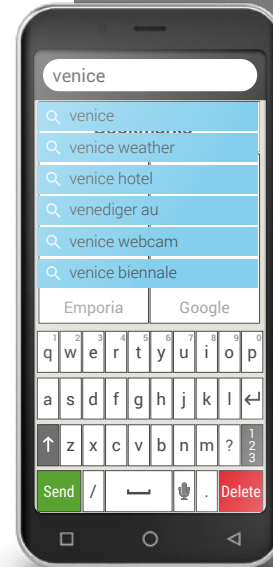 venice
venice
venice weather
venice hotel
venediger au
venice webcam
venice biennale
Emporia Google
1 2 3 4 5 6 7 8 9 0
q w e r t y u i o p
a s d f g h j k l
z x c v b n m ? 1 2 3
Send / . Delete